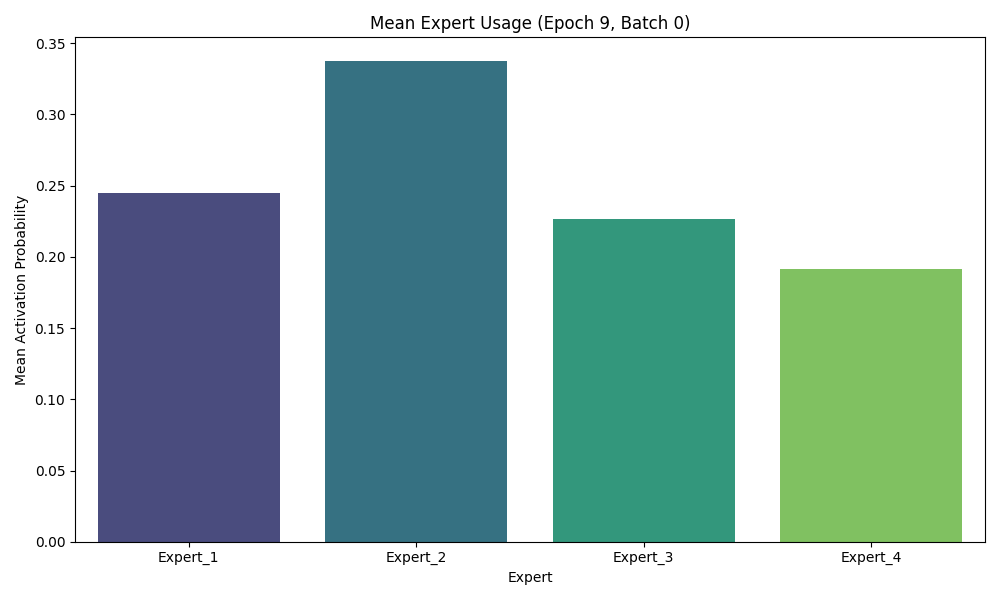 Mean Expert Usage (Epoch 9, Batch 0)
Mean Activation Probability
0.35
0.30
0.25
0.20
0.15
0.10
0.05
0.00
Expert_1 Expert_2 Expert_3 Expert_4
Expert